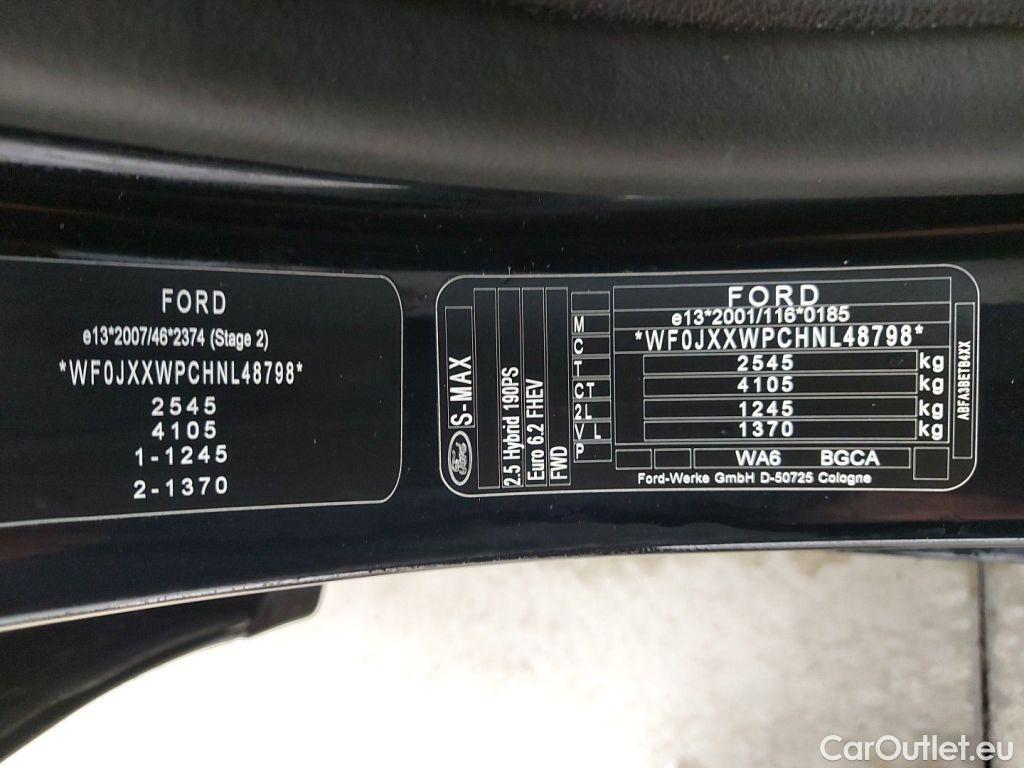 FORD
e13*2007/46*2374 (Stage 2)
*WF0JXXWPCHNL48798*
2545
4105
1-1245
2-1370
Ford
S-MAX
2.5 Hybrid 190PS
Euro 6.2 FHEV
FWD
M
C
T
CT
2L
V L
P
FORD
e13*2001/116*0185
*WF0JXXWPCHNL48798*
2545 kg
4105 kg
1245 kg
1370 kg
WA6 BGCA
Ford-Werke GmbH D-50725 Cologne
CarOutlet.eu